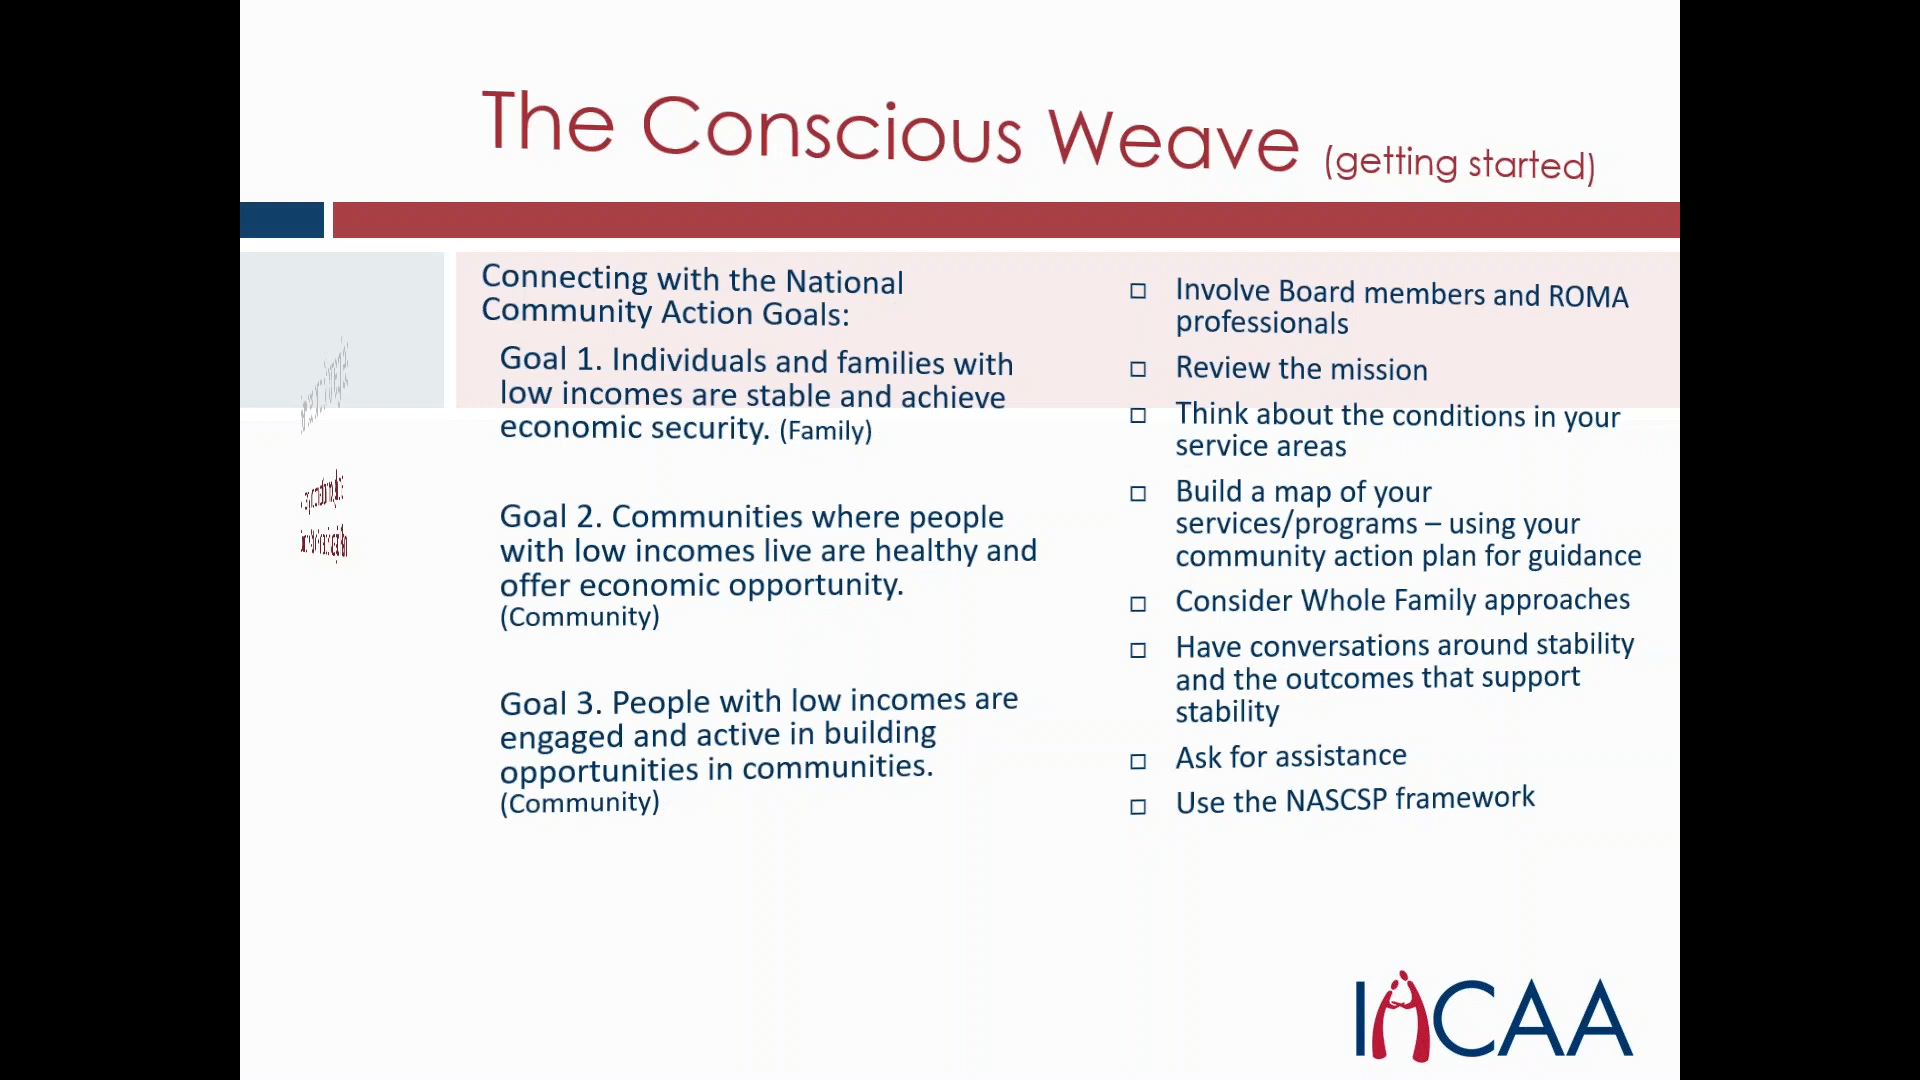 The Conscious Weave (getting started)
Connecting with the National
Community Action Goals:
Goal 1. Individuals and families with
low incomes are stable and achieve
economic security. (Family)
Goal 2. Communities where people
with low incomes live are healthy and
offer economic opportunity.
(Community)
Goal 3. People with low incomes are
engaged and active in building
opportunities in communities.
(Community)
Involve Board members and ROMA
professionals
Review the mission
Think about the conditions in your
service areas
Build a map of your
services/programs – using your
community action plan for guidance
Consider Whole Family approaches
Have conversations around stability
and the outcomes that support
stability
Ask for assistance
Use the NASCSP framework
IACAA